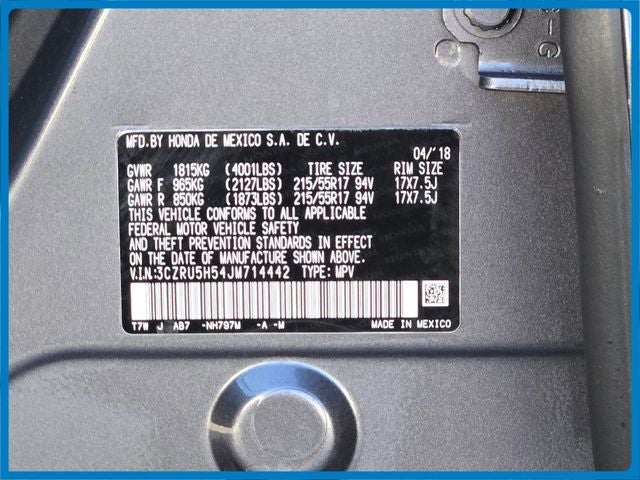 C-G
MFD.BY HONDA DE MEXICO S.A. DE C.V.
04/'18
GVWR 1815KG (4001LBS) TIRE SIZE RIM SIZE
GAWR F 965KG (2127LBS) 215/55R17 94V 17X7.5J
GAWR R 850KG (1873LBS) 215/55R17 94V 17X7.5J
THIS VEHICLE CONFORMS TO ALL APPLICABLE
FEDERAL MOTOR VEHICLE SAFETY
AND THEFT PREVENTION STANDARDS IN EFFECT
ON THE DATE OF MANUFACTURE SHOWN ABOVE.
V.I.N:3CZRU5H54JM714442 TYPE: MPV
T7W J AB7 -NH797M -A -M MADE IN MEXICO